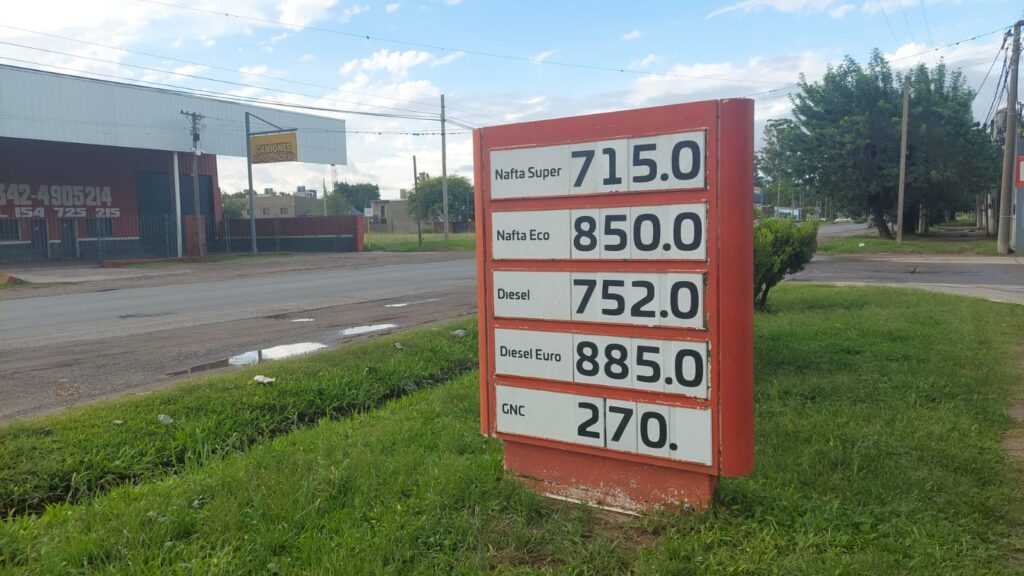 CAMIONES
342-4905214
154 725 215
Nafta Super 715.0
Nafta Eco 850.0
Diesel 752.0
Diesel Euro 885.0
GNC 270.